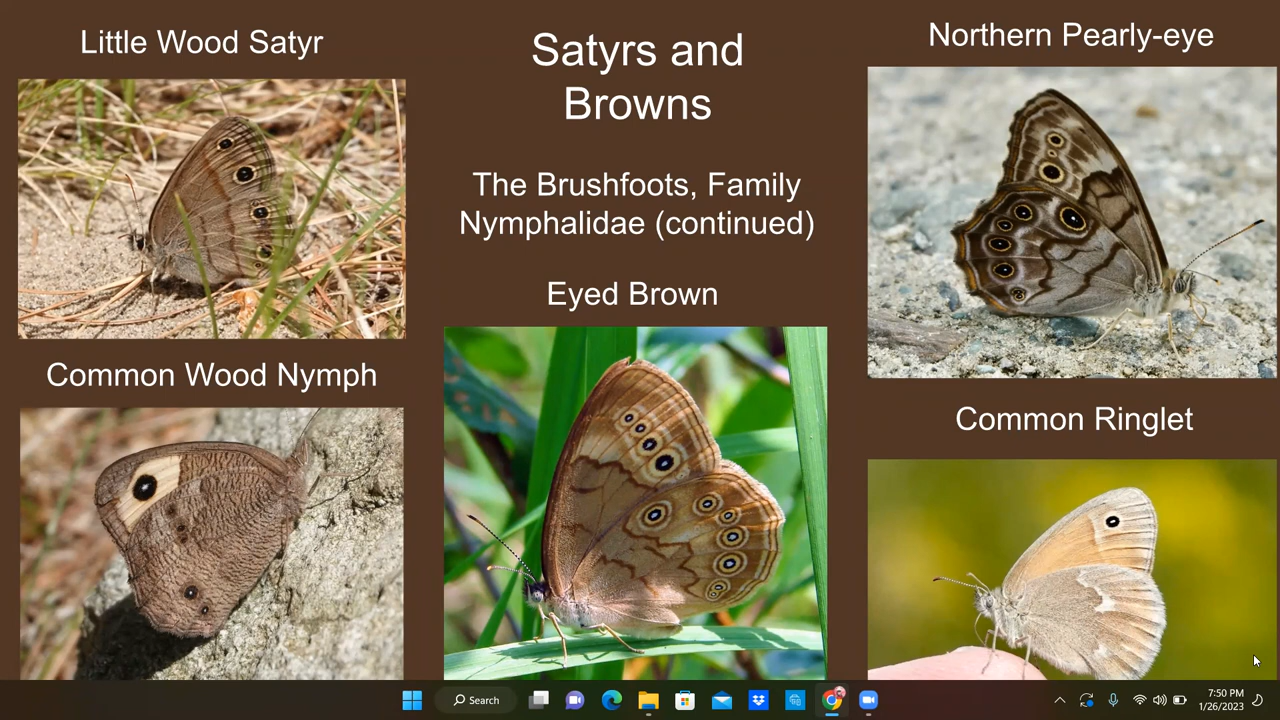 Little Wood Satyr
Satyrs and
Browns
Northern Pearly-eye
The Brushfoots, Family
Nymphalidae (continued)
Eyed Brown
Common Wood Nymph
Common Ringlet
Search
7:50 PM
1/26/2023